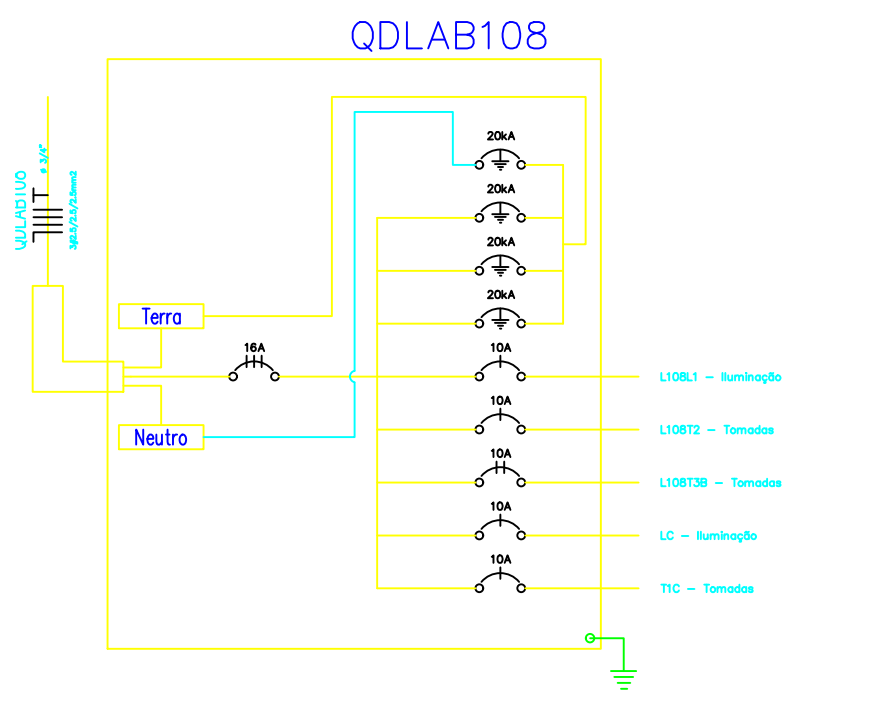 QDLAB108
20kA
20kA
20kA
20kA
ø 3/4"
QDLAB100
3#2.5/2.5/2.5mm2
Terra
16A
Neutro
10A
L108L1 - Iluminação
10A
L108T2 - Tomadas
10A
L108T3B - Tomadas
10A
LC - Iluminação
10A
T1C - Tomadas